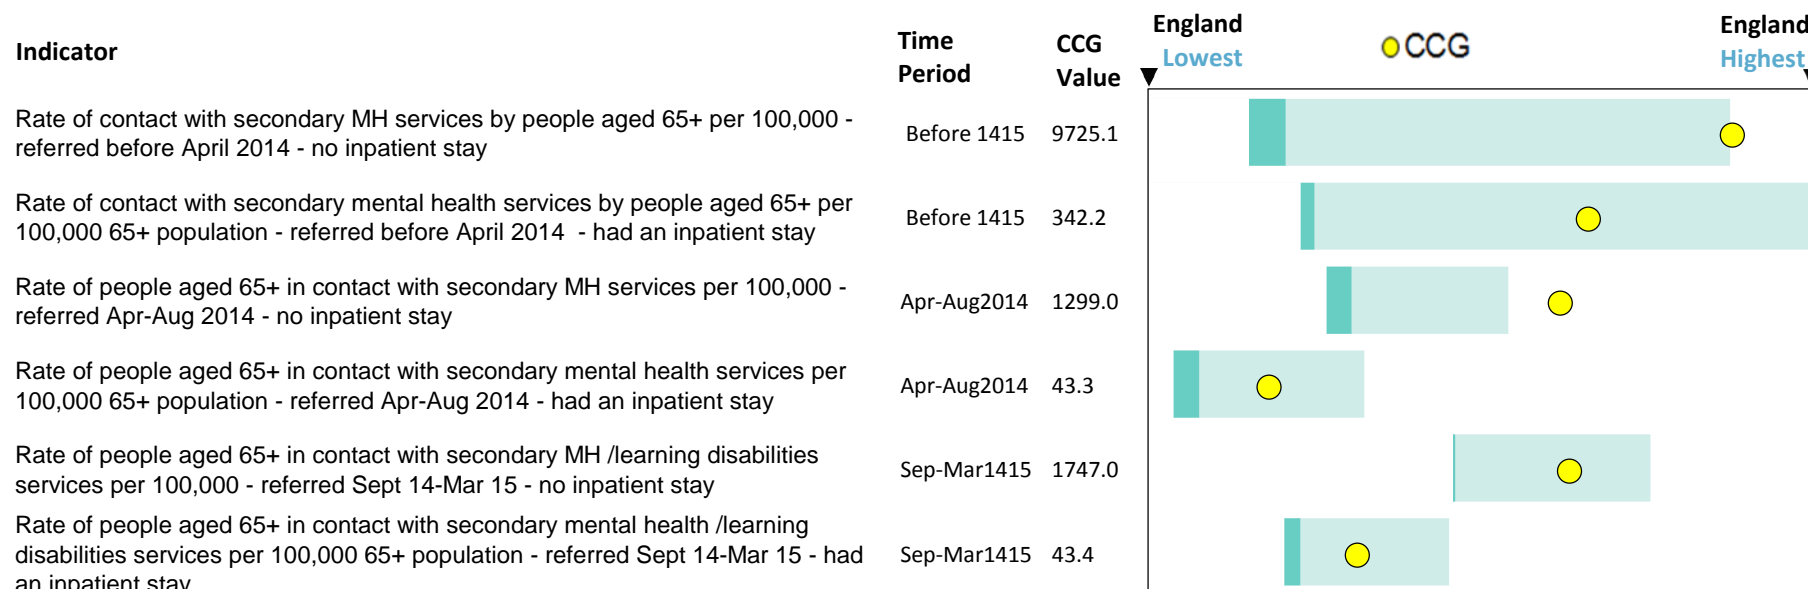 Indicator
Time Period
CCG Value
England Lowest
CCG
England Highest
Rate of contact with secondary MH services by people aged 65+ per 100,000 -
referred before April 2014 - no inpatient stay
Before 1415 9725.1
Rate of contact with secondary mental health services by people aged 65+ per
100,000 65+ population - referred before April 2014  - had an inpatient stay
Before 1415 342.2
Rate of people aged 65+ in contact with secondary MH services per 100,000 -
referred Apr-Aug 2014 - no inpatient stay
Apr-Aug2014 1299.0
Rate of people aged 65+ in contact with secondary mental health services per
100,000 65+ population - referred Apr-Aug 2014 - had an inpatient stay
Apr-Aug2014 43.3
Rate of people aged 65+ in contact with secondary MH /learning disabilities
services per 100,000 - referred Sept 14-Mar 15 - no inpatient stay
Sep-Mar1415 1747.0
Rate of people aged 65+ in contact with secondary mental health /learning
disabilities services per 100,000 65+ population - referred Sept 14-Mar 15 - had
an inpatient stay
Sep-Mar1415 43.4